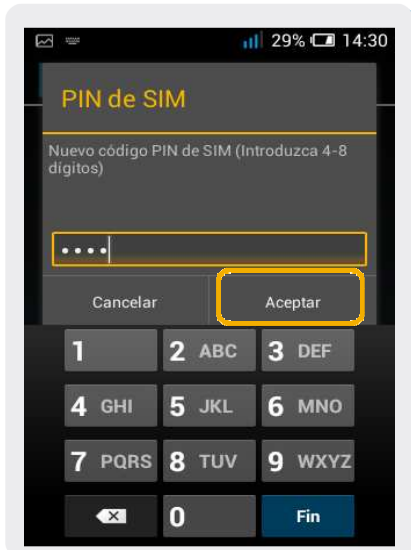 29% 14:30
PIN de SIM
Nuevo código PIN de SIM (Introduzca 4-8
dígitos)
••••
Cancelar Aceptar
1 2 ABC 3 DEF
4 GHI 5 JKL 6 MNO
7 PQRS 8 TUV 9 WXYZ
0 Fin